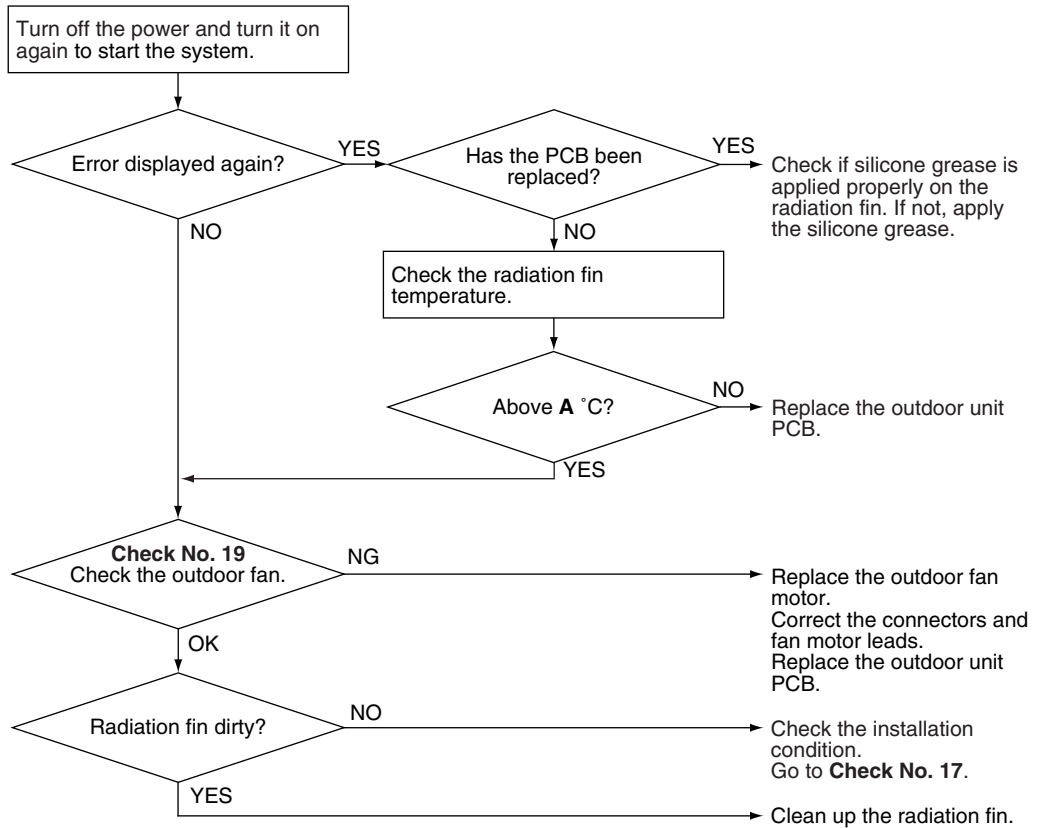 Turn off the power and turn it on
again to start the system.
Error displayed again?
YES
Has the PCB been
replaced?
YES
Check if silicone grease is
applied properly on the
radiation fin. If not, apply
the silicone grease.
NO
NO
Check the radiation fin
temperature.
Above A °C?
NO
Replace the outdoor unit
PCB.
YES
Check No. 19
Check the outdoor fan.
NG
Replace the outdoor fan
motor.
Correct the connectors and
fan motor leads.
Replace the outdoor unit
PCB.
OK
Radiation fin dirty?
NO
Check the installation
condition.
Go to Check No. 17.
YES
Clean up the radiation fin.